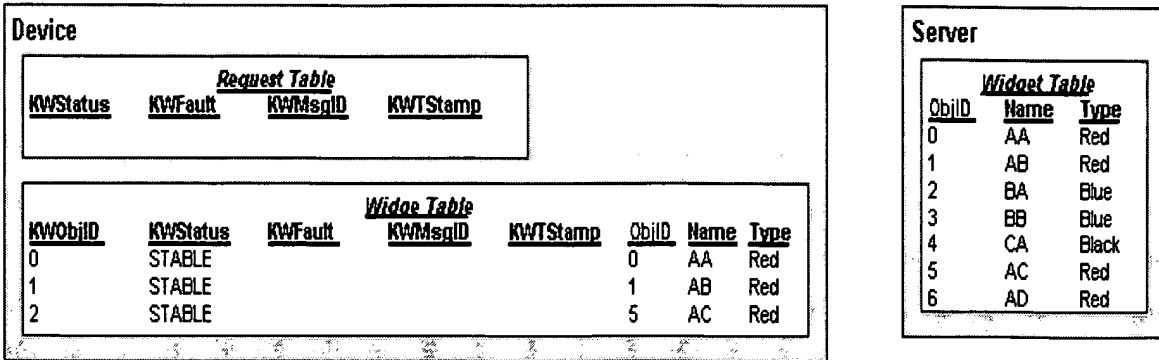 Device
Request Table
KWStatus KWFault KWMsgID KWTStamp
Widge Table
KWObjID KWStatus KWFault KWMsgID KWTStamp ObjID Name Type
0 STABLE 0 AA Red
1 STABLE 1 AB Red
2 STABLE 5 AC Red
Server
Widget Table
ObjID Name Type
0 AA Red
1 AB Red
2 BA Blue
3 BB Blue
4 CA Black
5 AC Red
6 AD Red